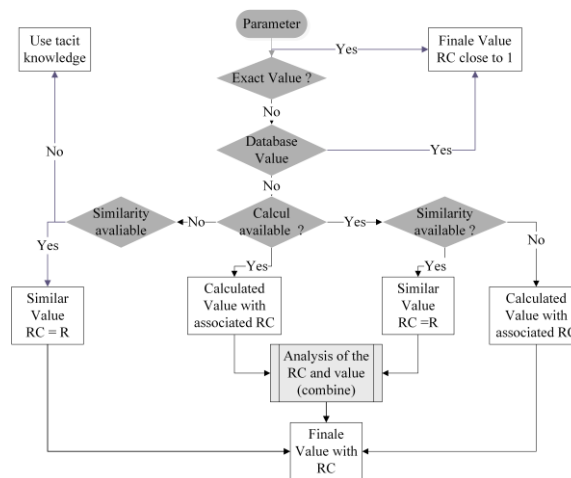 Parameter
Use tacit
knowledge
Yes
Finale Value
RC close to 1
Exact Value ?
No
Database
Value
Yes
No
No
Similarity
avaliable
No
Calcul
available ?
Yes
Similarity
available ?
No
Yes
Yes
Yes
Similar
Value
RC = R
Calculated
Value with
associated RC
Similar
Value
RC =R
Calculated
Value with
associated RC
Analysis of the
RC and value
(combine)
Finale
Value with
RC